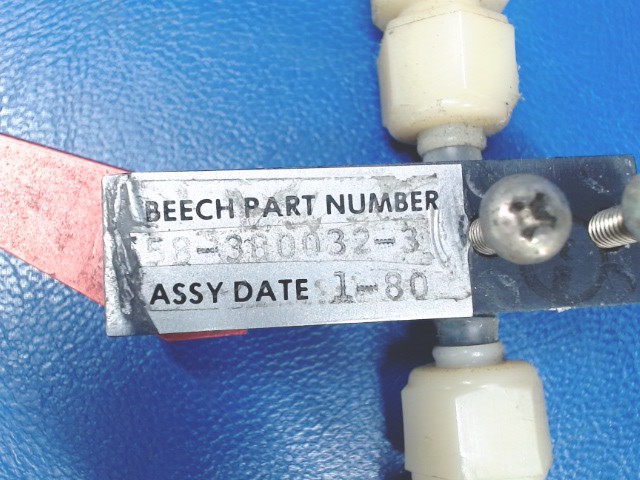 BEECH PART NUMBER
58-380032-3
ASSY DATE 1-80